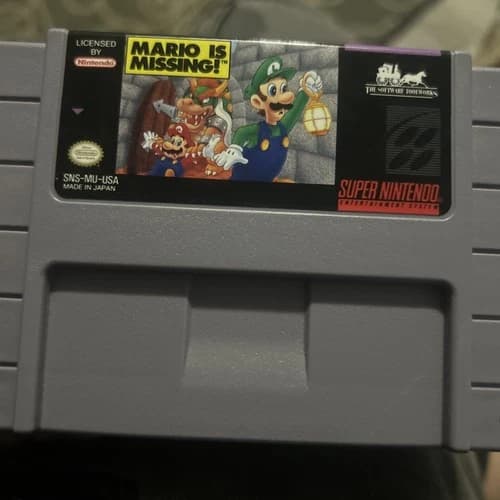 LICENSED BY
Nintendo
MARIO IS
MISSING!™
THE SOFTWARE TOOLWORKS
SNS-MU-USA
MADE IN JAPAN
SUPER NINTENDO
ENTERTAINMENT SYSTEM